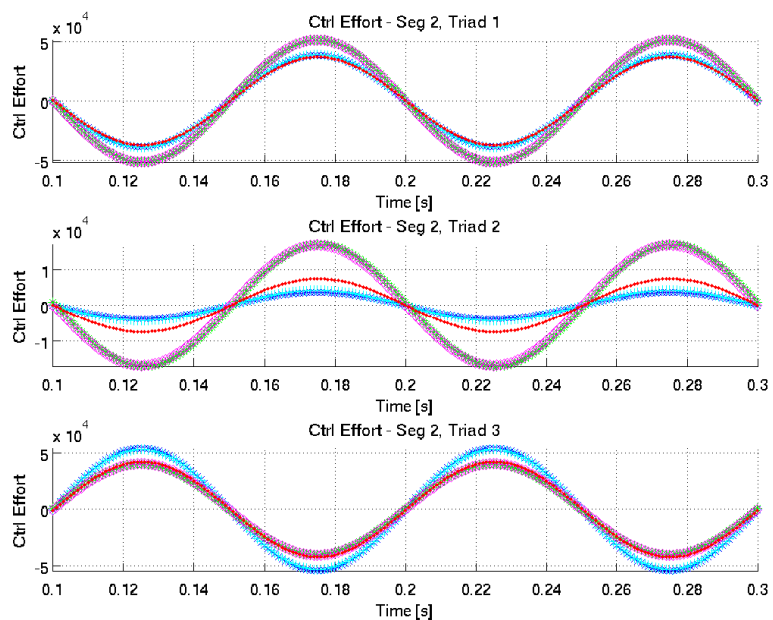 x 10^4
Ctrl Effort - Seg 2, Triad 1
5
0
-5
Ctrl Effort
0.1 0.12 0.14 0.16 0.18 0.2 0.22 0.24 0.26 0.28 0.3
Time [s]
x 10^4
Ctrl Effort - Seg 2, Triad 2
1
0
-1
Ctrl Effort
0.1 0.12 0.14 0.16 0.18 0.2 0.22 0.24 0.26 0.28 0.3
Time [s]
x 10^4
Ctrl Effort - Seg 2, Triad 3
5
0
-5
Ctrl Effort
0.1 0.12 0.14 0.16 0.18 0.2 0.22 0.24 0.26 0.28 0.3
Time [s]